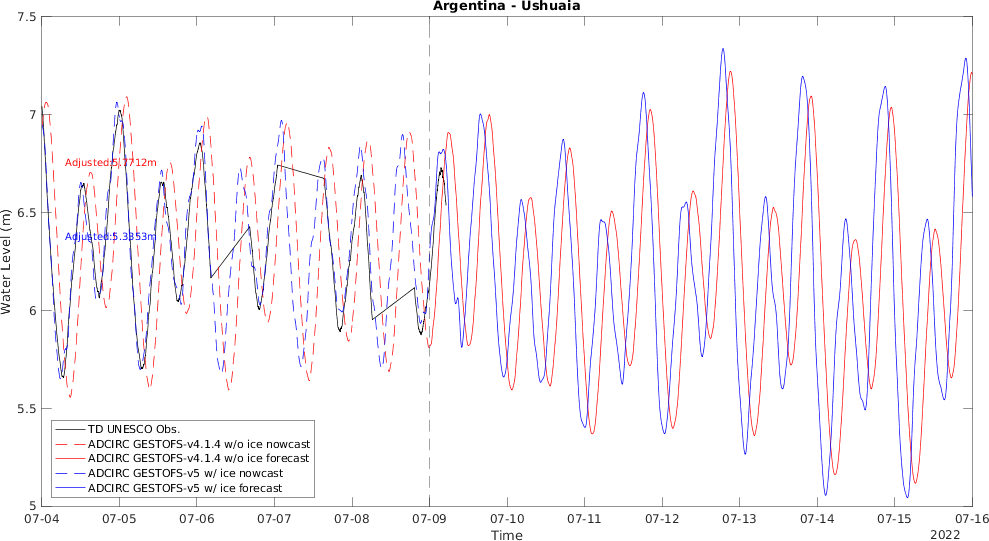 Argentina - Ushuaia
7.5
7
6.5
6
5.5
5
Water Level (m)
Adjusted:5.7712m
Adjusted:5.3353m
TD UNESCO Obs.
ADCIRC GESTOFS-v4.1.4 w/o ice nowcast
ADCIRC GESTOFS-v4.1.4 w/o ice forecast
ADCIRC GESTOFS-v5 w/ ice nowcast
ADCIRC GESTOFS-v5 w/ ice forecast
07-04 07-05 07-06 07-07 07-08 07-09 07-10 07-11 07-12 07-13 07-14 07-15 07-16
Time
2022